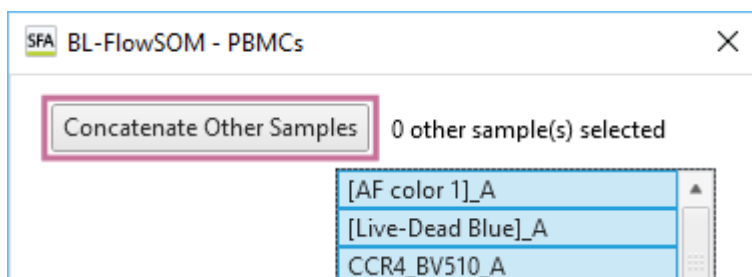 SFA BL-FlowSOM - PBMCs
Concatenate Other Samples 0 other sample(s) selected
[AF color 1]_A
[Live-Dead Blue]_A
CCR4_BV510_A